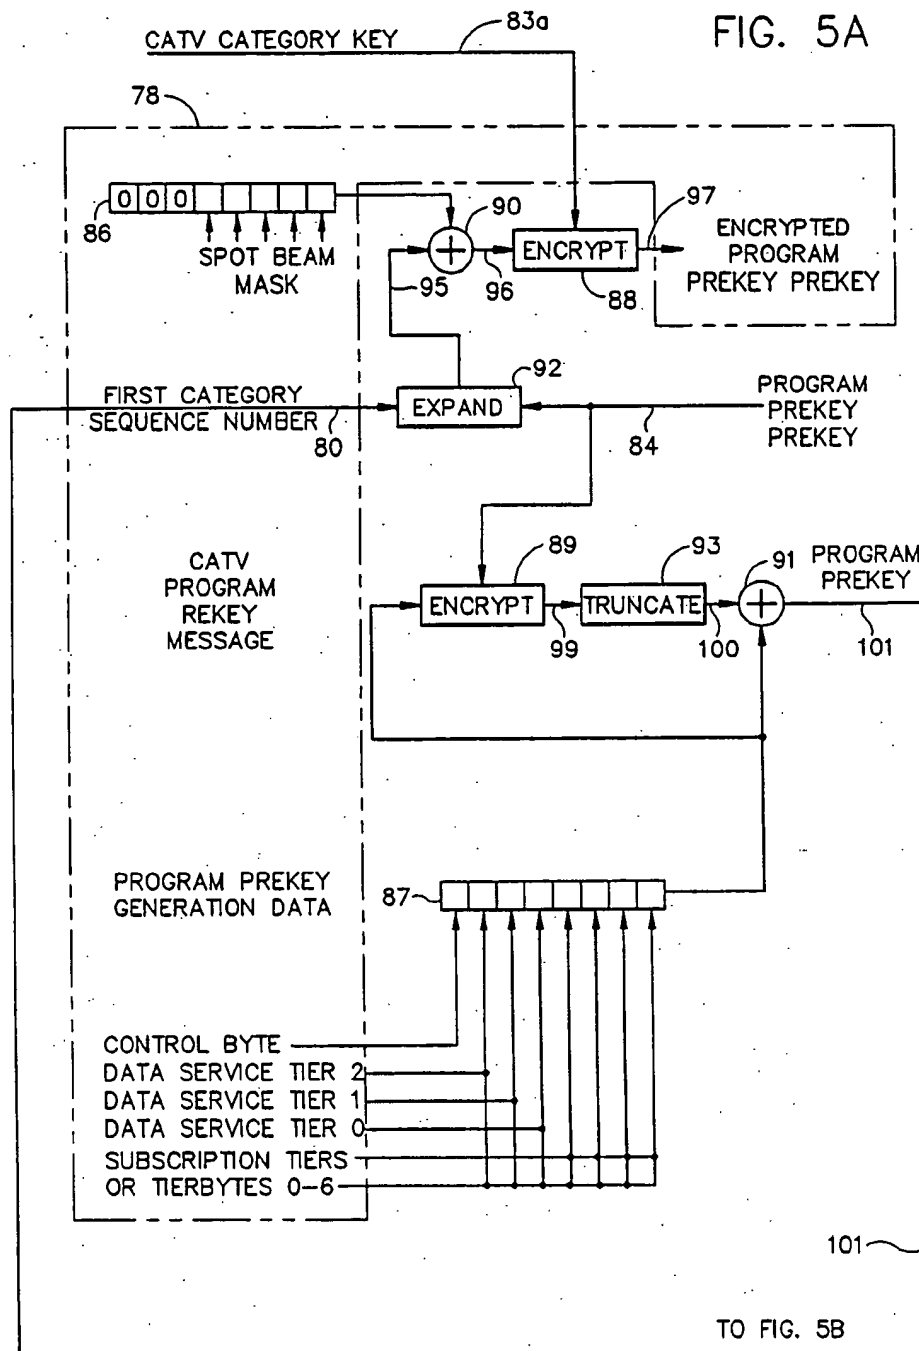 FIG. 5A
CATV CATEGORY KEY
83a
78
0 0 0
86
SPOT BEAM
MASK
90
95
96
ENCRYPT
88
97
ENCRYPTED
PROGRAM
PREKEY PREKEY
FIRST CATEGORY
SEQUENCE NUMBER
80
92
EXPAND
84
PROGRAM
PREKEY
PREKEY
CATV
PROGRAM
REKEY
MESSAGE
89
ENCRYPT
99
93
TRUNCATE
100
91
PROGRAM
PREKEY
101
PROGRAM PREKEY
GENERATION DATA
87
CONTROL BYTE
DATA SERVICE TIER 2
DATA SERVICE TIER 1
DATA SERVICE TIER 0
SUBSCRIPTION TIERS
OR TIERBYTES 0-6
101
TO FIG. 5B